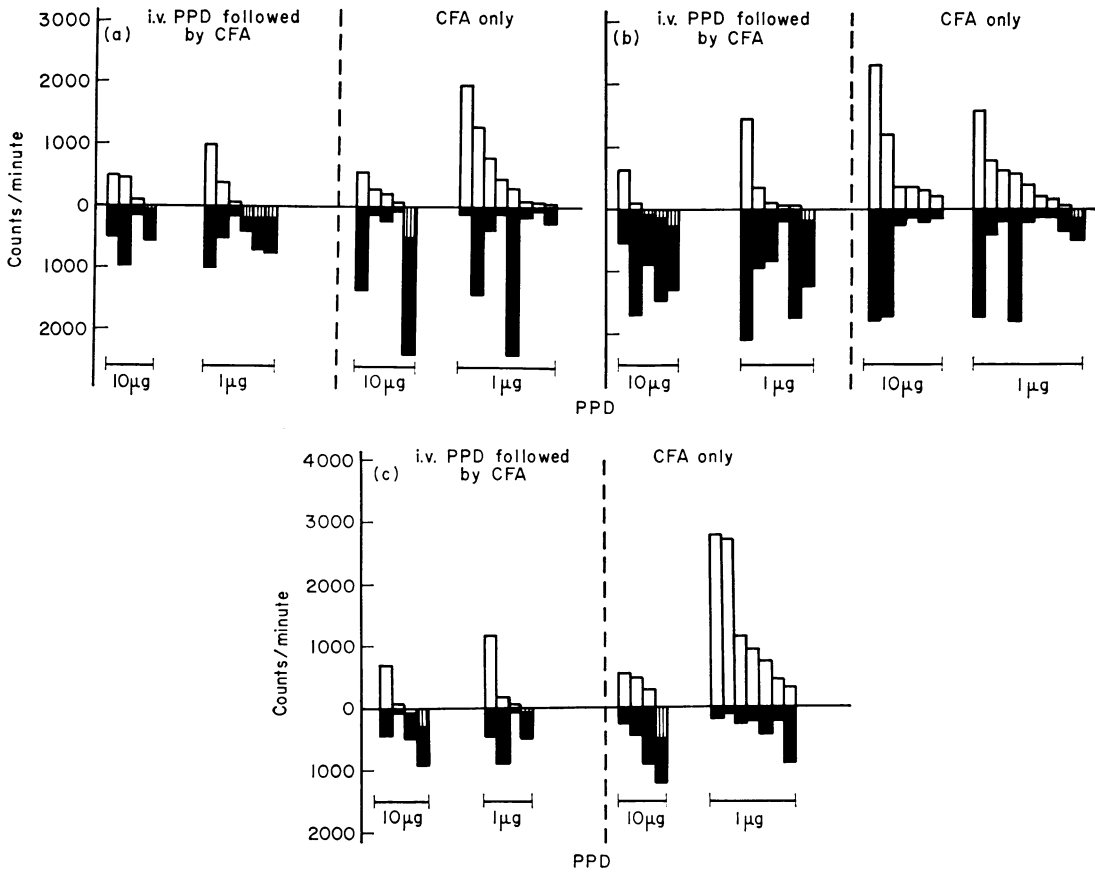 (a)
i.v. PPD followed
by CFA
CFA only
3000
2000
1000
0
1000
2000
Counts/minute
10µg
1µg
10µg
1µg
(b)
i.v. PPD followed
by CFA
CFA only
10µg
1µg
10µg
1µg
PPD
(c)
i.v. PPD followed
by CFA
CFA only
4000
3000
2000
1000
0
1000
2000
Counts/minute
10µg
1µg
10µg
1µg
PPD